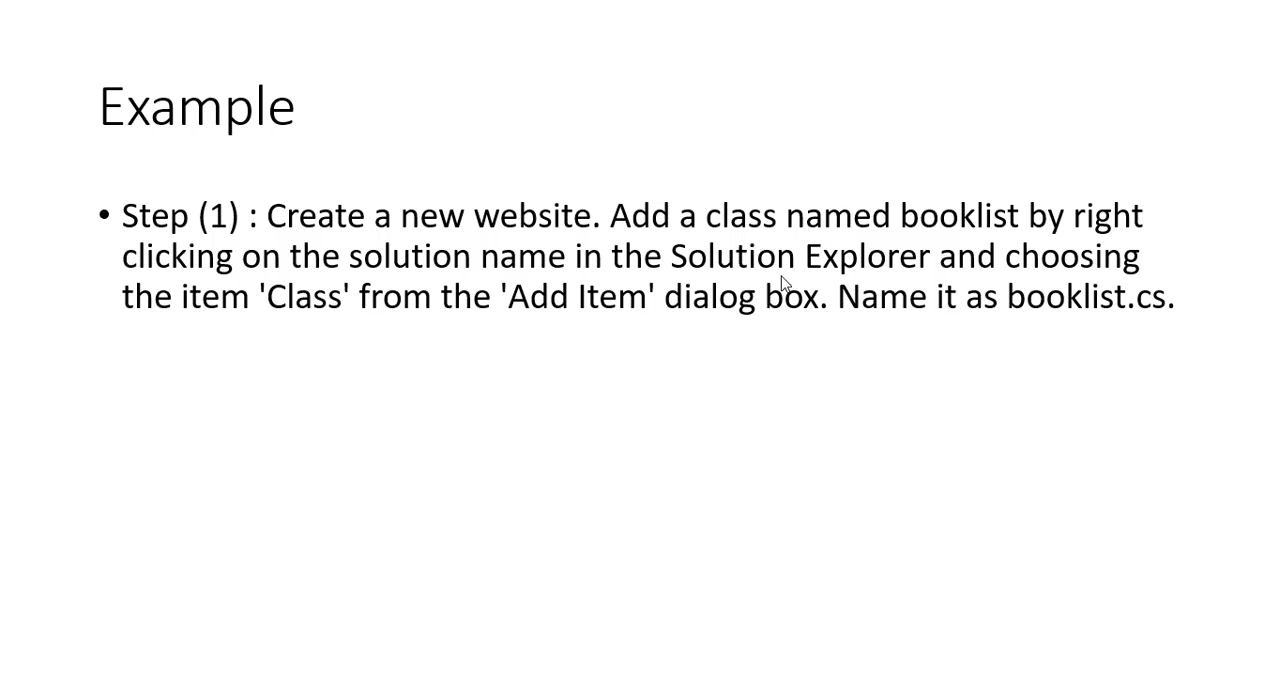 Example
• Step (1) : Create a new website. Add a class named booklist by right
clicking on the solution name in the Solution Explorer and choosing
the item 'Class' from the 'Add Item' dialog box. Name it as booklist.cs.